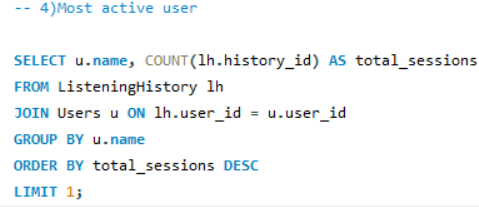 -- 4)Most active user
SELECT u.name, COUNT(lh.history_id) AS total_sessions
FROM ListeningHistory lh
JOIN Users u ON lh.user_id = u.user_id
GROUP BY u.name
ORDER BY total_sessions DESC
LIMIT 1;